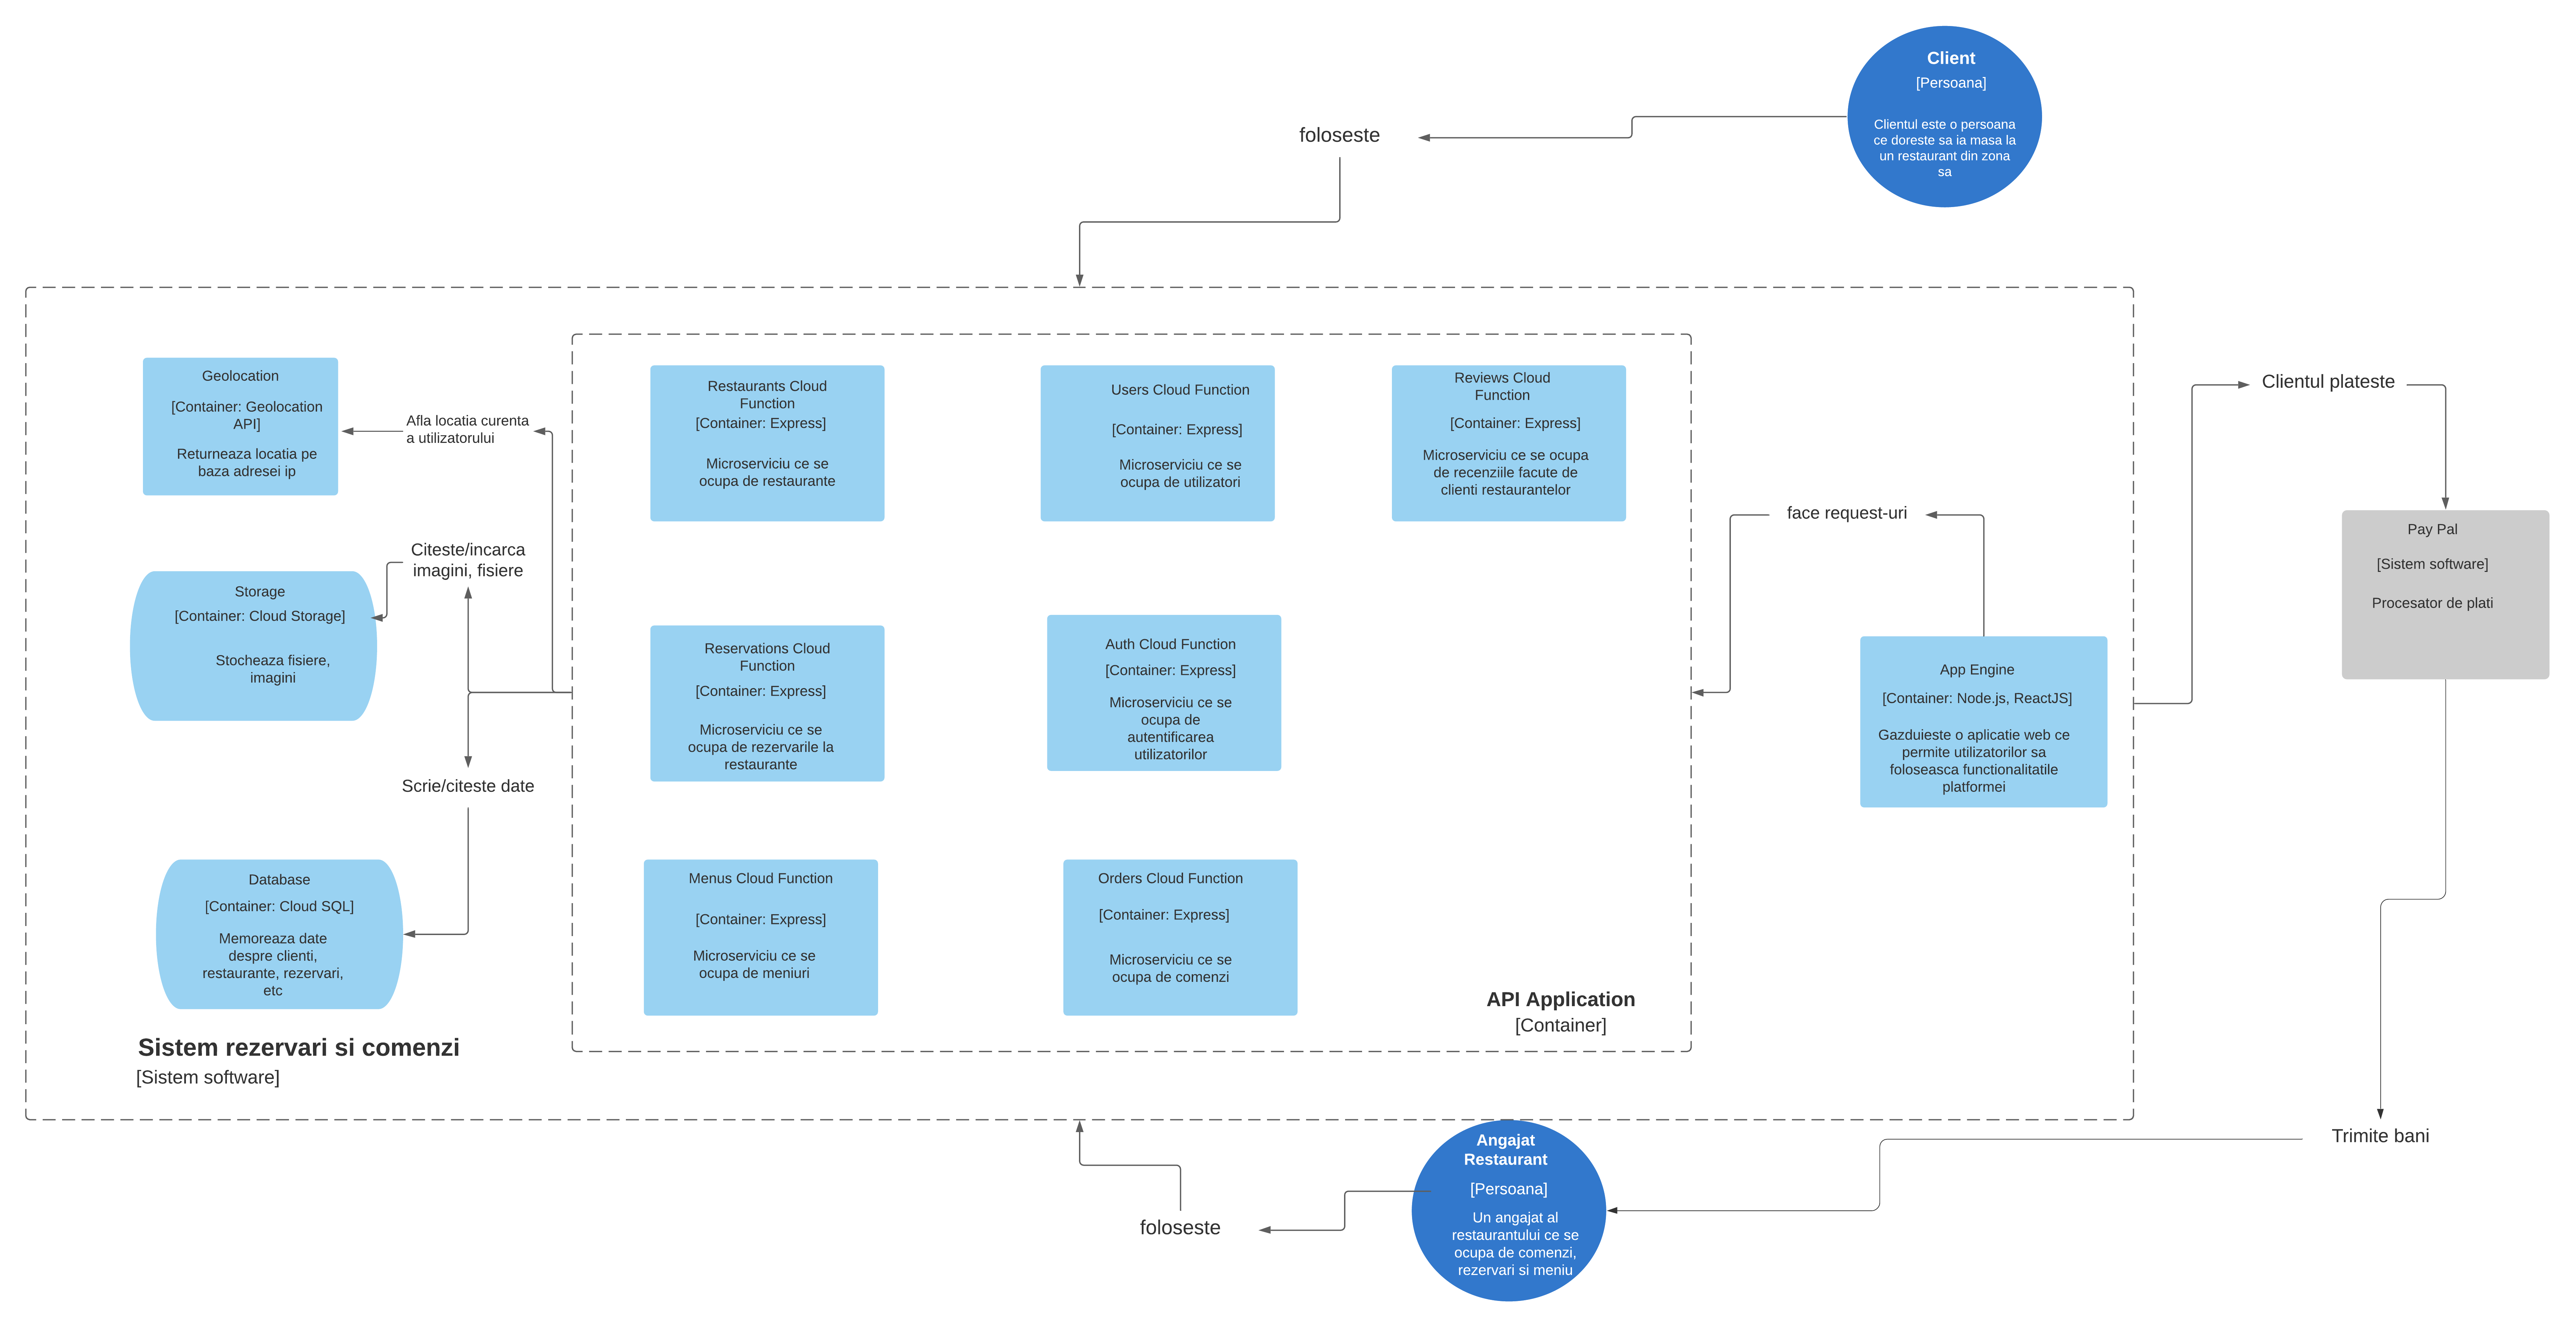 Client
[Persoana]
Clientul este o persoana
ce doreste sa ia masa la
un restaurant din zona
sa
foloseste
Geolocation
[Container: Geolocation
API]
Returneaza locatia pe
baza adresei ip
Afla locatia curenta
a utilizatorului
Restaurants Cloud
Function
[Container: Express]
Microserviciu ce se
ocupa de restaurante
Users Cloud Function
[Container: Express]
Microserviciu ce se
ocupa de utilizatori
Reviews Cloud
Function
[Container: Express]
Microserviciu ce se ocupa
de recenziile facute de
clienti restaurantelor
Clientul plateste
face request-uri
Pay Pal
[Sistem software]
Procesator de plati
Citeste/incarca
imagini, fisiere
Storage
[Container: Cloud Storage]
Stocheaza fisiere,
imagini
Reservations Cloud
Function
[Container: Express]
Microserviciu ce se
ocupa de rezervarile la
restaurante
Auth Cloud Function
[Container: Express]
Microserviciu ce se
ocupa de
autentificarea
utilizatorilor
App Engine
[Container: Node.js, ReactJS]
Gazduieste o aplicatie web ce
permite utilizatorilor sa
foloseasca functionalitatile
platformei
Scrie/citeste date
Database
[Container: Cloud SQL]
Memoreaza date
despre clienti,
restaurante, rezervari,
etc
Menus Cloud Function
[Container: Express]
Microserviciu ce se
ocupa de meniuri
Orders Cloud Function
[Container: Express]
Microserviciu ce se
ocupa de comenzi
API Application
[Container]
Sistem rezervari si comenzi
[Sistem software]
Angajat
Restaurant
[Persoana]
Un angajat al
restaurantului ce se
ocupa de comenzi,
rezervari si meniu
Trimite bani
foloseste